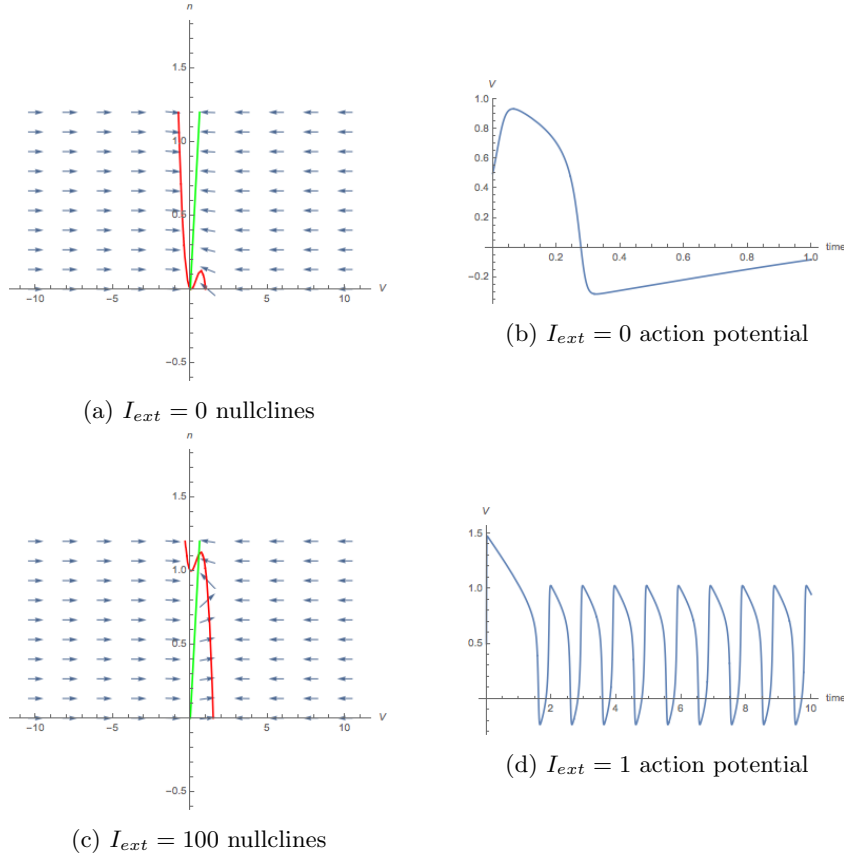 n
1.5
1.0
0.5
-10
-5
5
10
V
-0.5
(a) I_ext = 0 nullclines
V
1.0
0.8
0.6
0.4
0.2
-0.2
0.2
0.4
0.6
0.8
1.0
time
(b) I_ext = 0 action potential
n
1.5
1.0
0.5
-10
-5
5
10
V
-0.5
(c) I_ext = 100 nullclines
V
1.5
1.0
0.5
2
4
6
8
10
time
(d) I_ext = 1 action potential